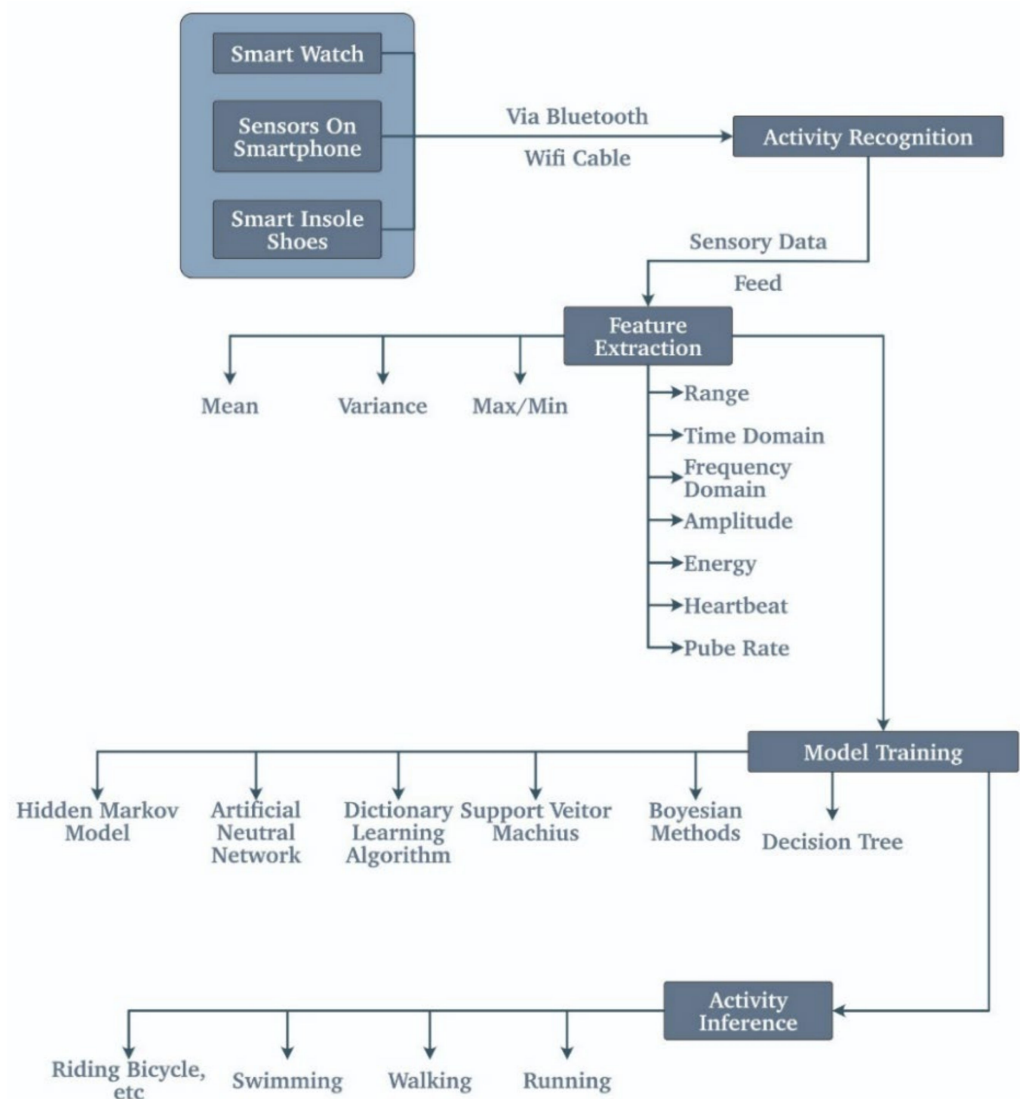 Smart Watch
Sensors On
Smartphone
Smart Insole
Shoes
Via Bluetooth
Wifi Cable
Activity Recognition
Sensory Data
Feed
Feature
Extraction
Mean
Variance
Max/Min
Range
Time Domain
Frequency
Domain
Amplitude
Energy
Heartbeat
Pube Rate
Model Training
Hidden Markov
Model
Artificial
Neutral
Network
Dictionary
Learning
Algorithm
Support Veitor
Machius
Boyesian
Methods
Decision Tree
Activity
Inference
Riding Bicycle,
etc
Swimming
Walking
Running